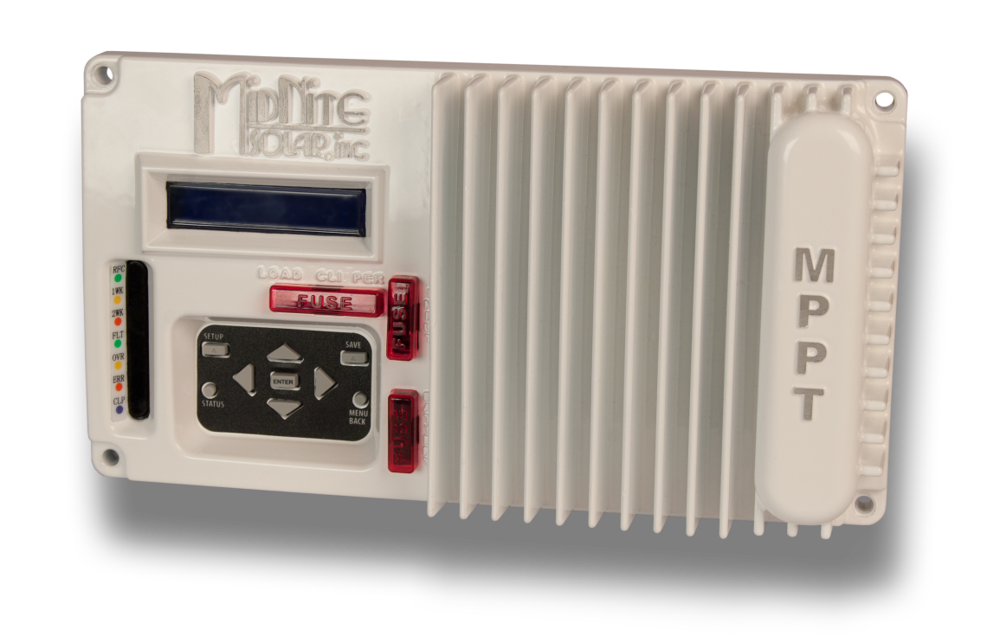 MidNite
SOLAR, inc
RFC
1WK
2WK
FLT
OVR
ERR
CLP
LOAD CLIPPER
FUSE
FUSE
FUSE
SETUP
SAVE
ENTER
STATUS
MENU
BACK
MPPT